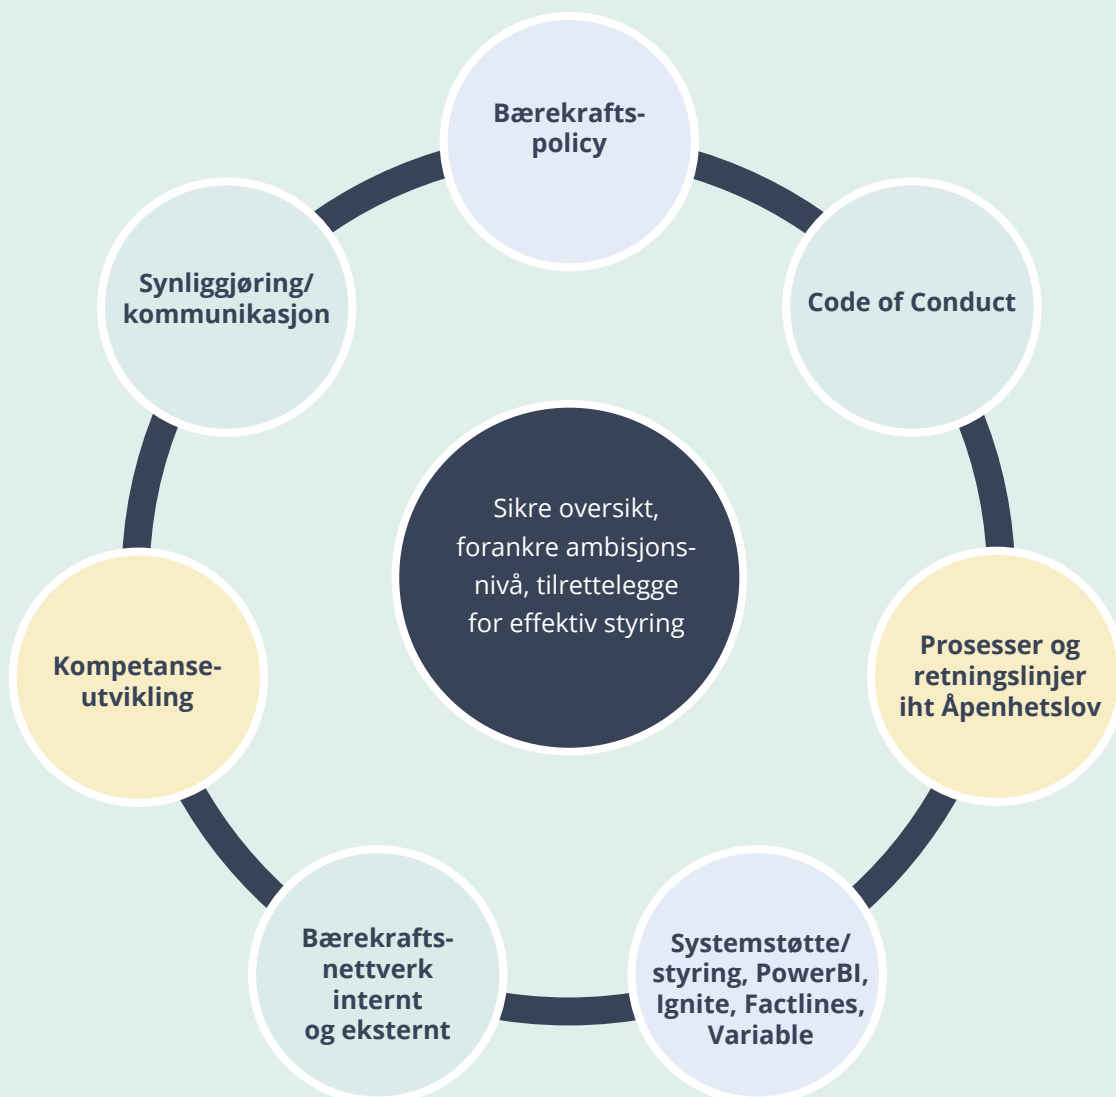 Bærekrafts-
policy
Code of Conduct
Prosesser og
retningslinjer
iht Åpenhetslov
Systemstøtte/
styring, PowerBI,
Ignite, Factlines,
Variable
Bærekrafts-
nettverk
internt
og eksternt
Kompetanse-
utvikling
Synliggjøring/
kommunikasjon
Sikre oversikt,
forankre ambisjons-
nivå, tilrettelegge
for effektiv styring